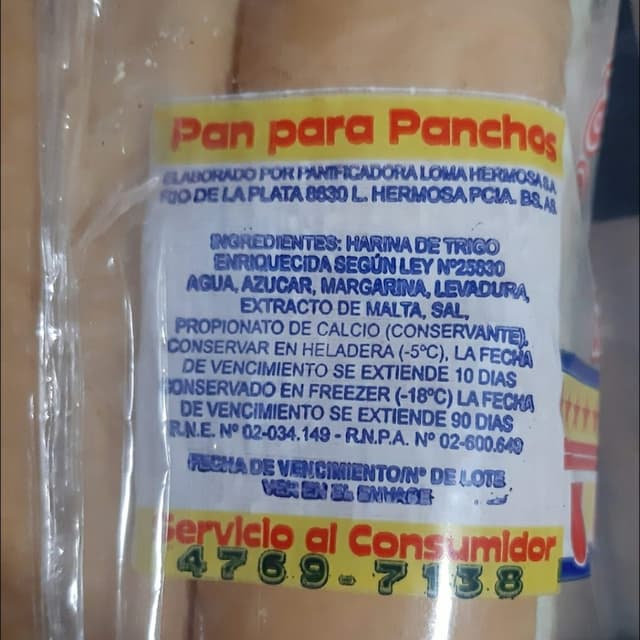 Pan para Panchos
ELABORADO POR PANIFICADORA LOMA HERMOSA S.A
RIO DE LA PLATA 8630 L. HERMOSA PCIA. BS. AS.
INGREDIENTES: HARINA DE TRIGO
ENRIQUECIDA SEGÚN LEY Nº25630
AGUA, AZUCAR, MARGARINA, LEVADURA,
EXTRACTO DE MALTA, SAL,
PROPIONATO DE CALCIO (CONSERVANTE).
CONSERVAR EN HELADERA (-5ºC), LA FECHA
DE VENCIMIENTO SE EXTIENDE 10 DIAS
CONSERVADO EN FREEZER (-18ºC) LA FECHA
DE VENCIMIENTO SE EXTIENDE 90 DIAS
R.N.E. Nº 02-034.149 - R.N.P.A. Nº 02-600.649
FECHA DE VENCIMIENTO/Nº DE LOTE
VER EN EL ENVASE
Servicio al Consumidor
4769-7138